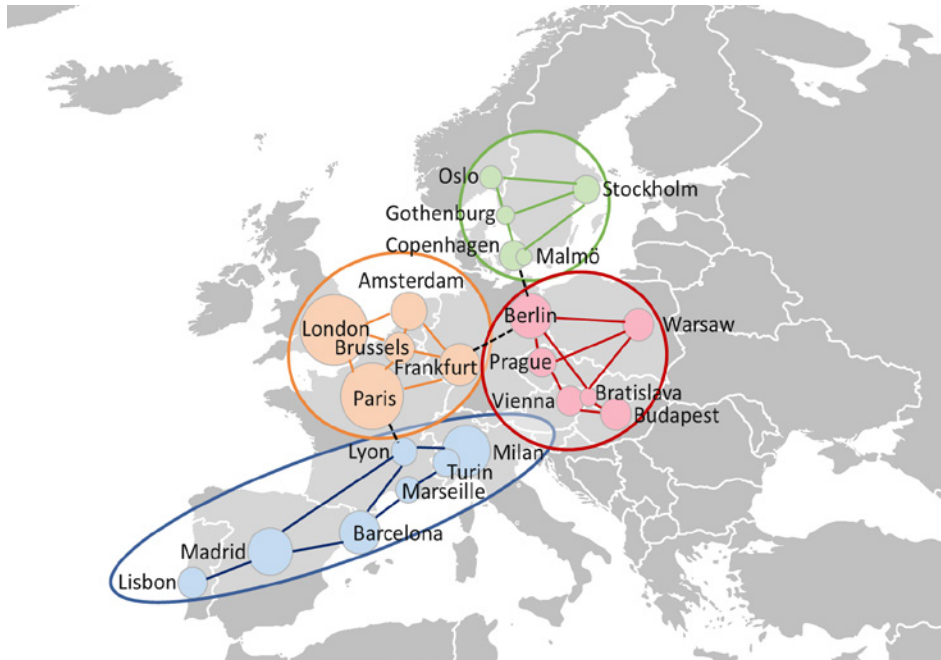 Oslo
Stockholm
Gothenburg
Copenhagen
Malmö
Amsterdam
London
Brussels
Frankfurt
Paris
Berlin
Warsaw
Prague
Vienna
Bratislava
Budapest
Lyon
Milan
Turin
Marseille
Barcelona
Madrid
Lisbon